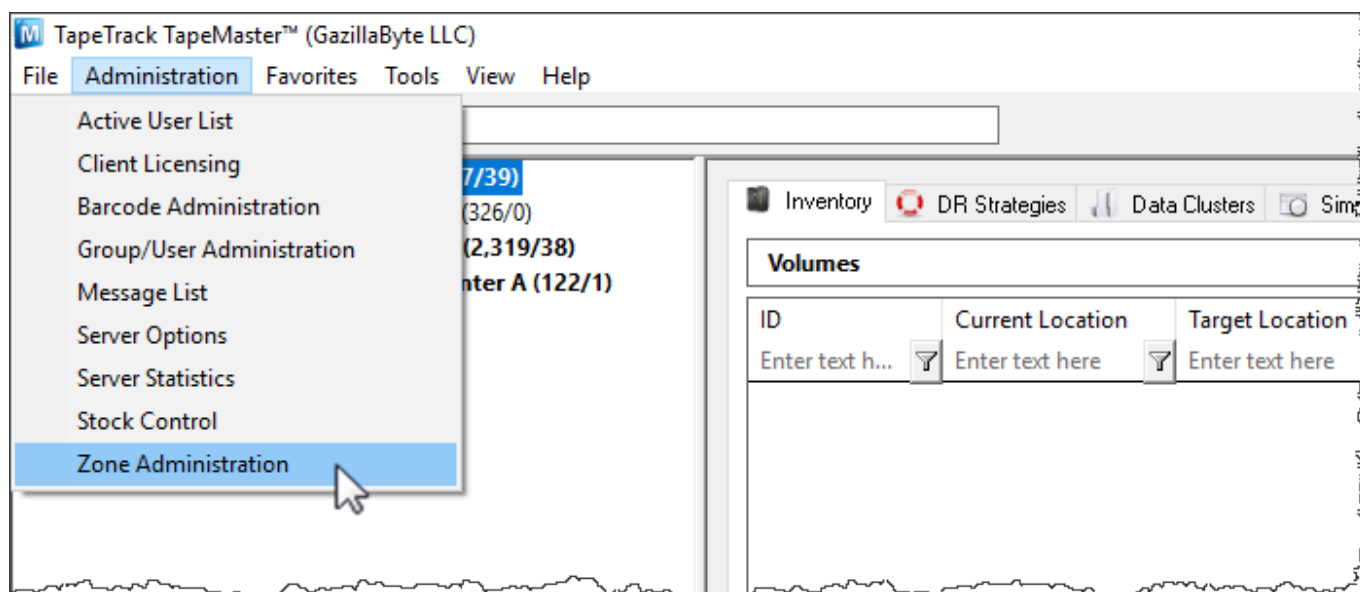 TapeTrack TapeMaster™ (GazillaByte LLC)
File Administration Favorites Tools View Help
Active User List
Client Licensing
Barcode Administration
Group/User Administration
Message List
Server Options
Server Statistics
Stock Control
Zone Administration
7/39)
(326/0)
(2,319/38)
nter A (122/1)
Inventory DR Strategies Data Clusters
Volumes
ID Current Location Target Location
Enter text h... Enter text here Enter text here